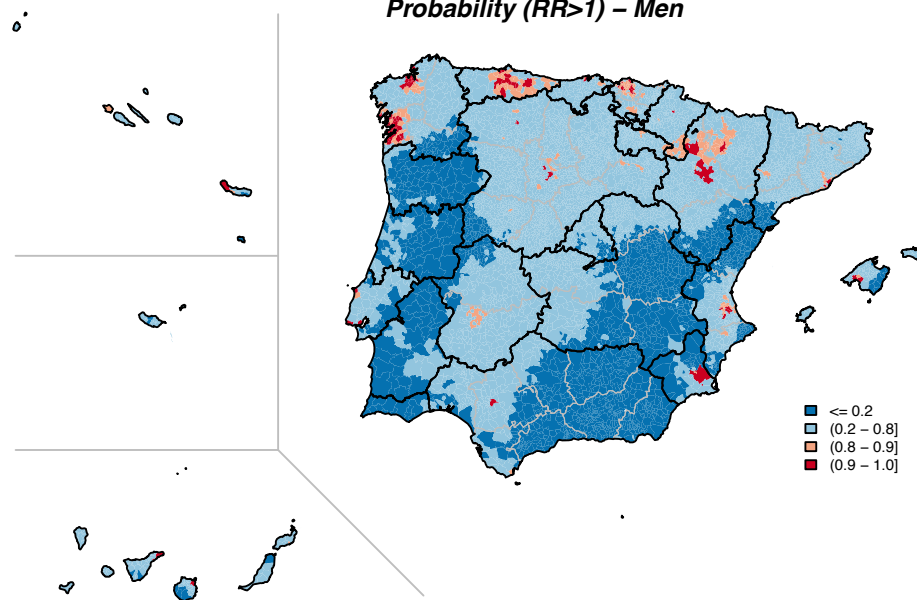 Probability (RR>1) – Men
<= 0.2
(0.2 – 0.8]
(0.8 – 0.9]
(0.9 – 1.0]